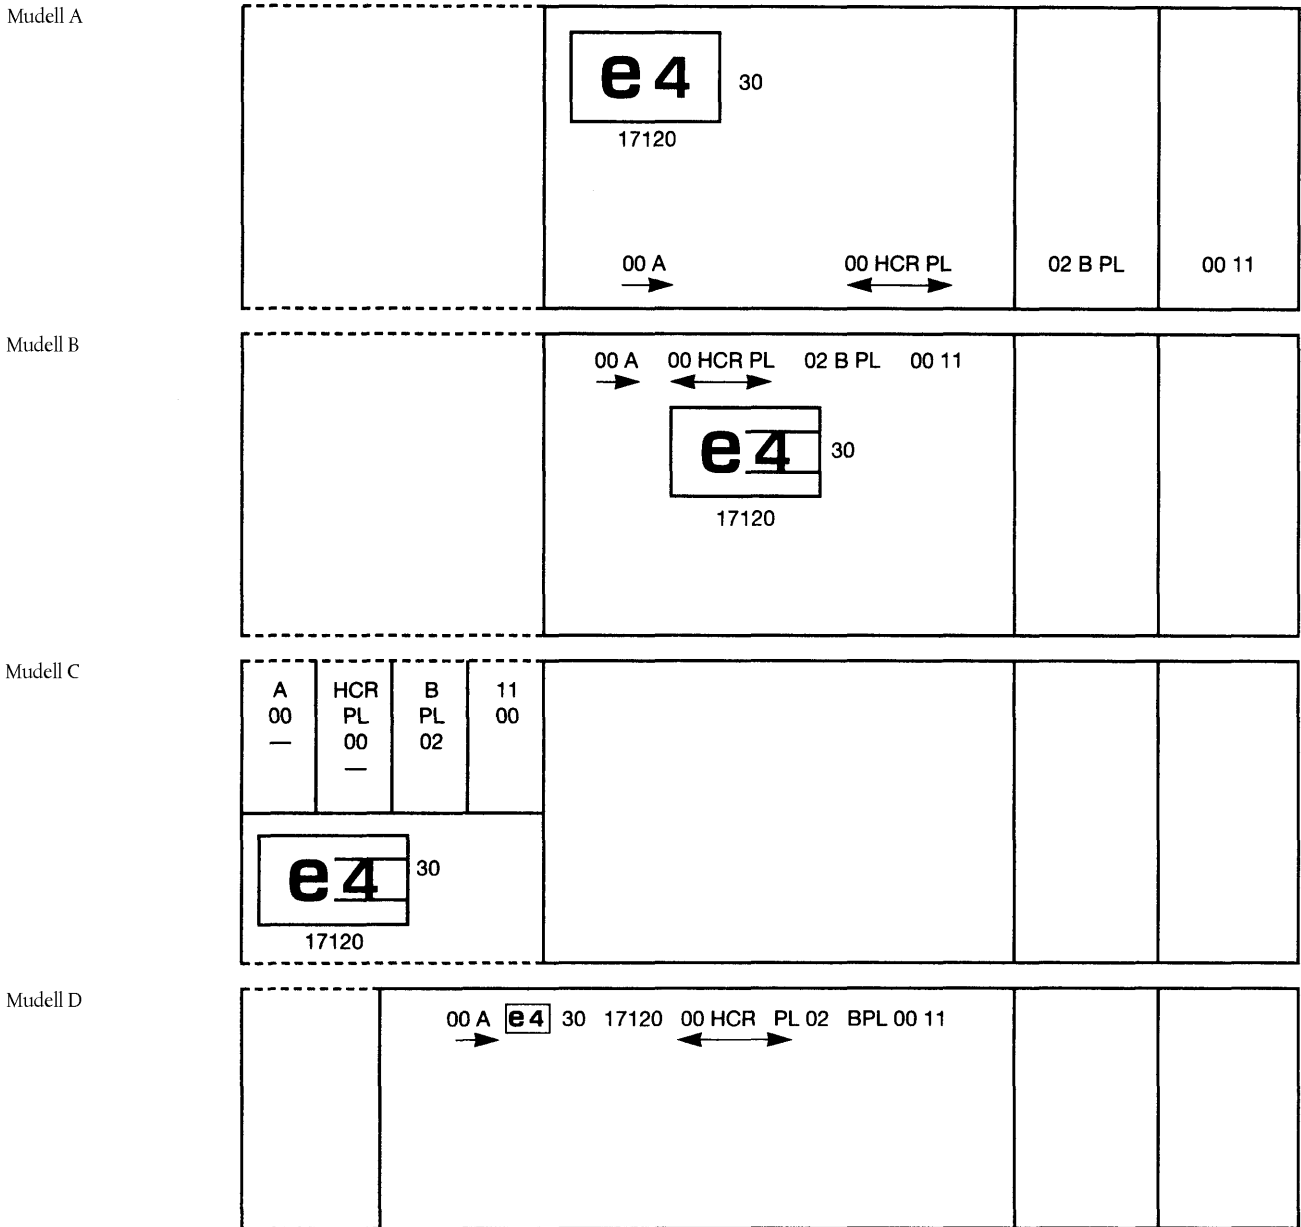 Mudell A
e4 30
17120
00 A 00 HCR PL 02 B PL 00 11
Mudell B
00 A 00 HCR PL 02 B PL 00 11
e4 30
17120
Mudell C
A HCR B 11
00 PL PL 00
— 00 02
—
e4 30
17120
Mudell D
00 A e4 30 17120 00 HCR PL 02 BPL 00 11